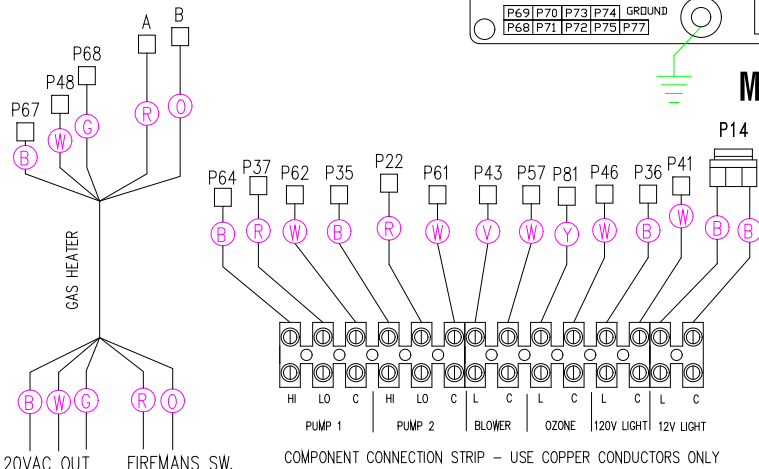 P69 P70 P73 P74 GROUND
P68 P71 P72 P75 P77
A B
P68
P48
P67
B W G R O
M
P14
P64 P37 P62 P35 P22 P61 P43 P57 P81 P46 P36 P41
B R W B R W V W Y W B W B B
GAS HEATER
HI LO C HI LO C L C L C L C L C
PUMP 1 PUMP 2 BLOWER OZONE 120V LIGHT 12V LIGHT
B W G R O
20VAC OUT FIREMANS SW.
COMPONENT CONNECTION STRIP – USE COPPER CONDUCTORS ONLY